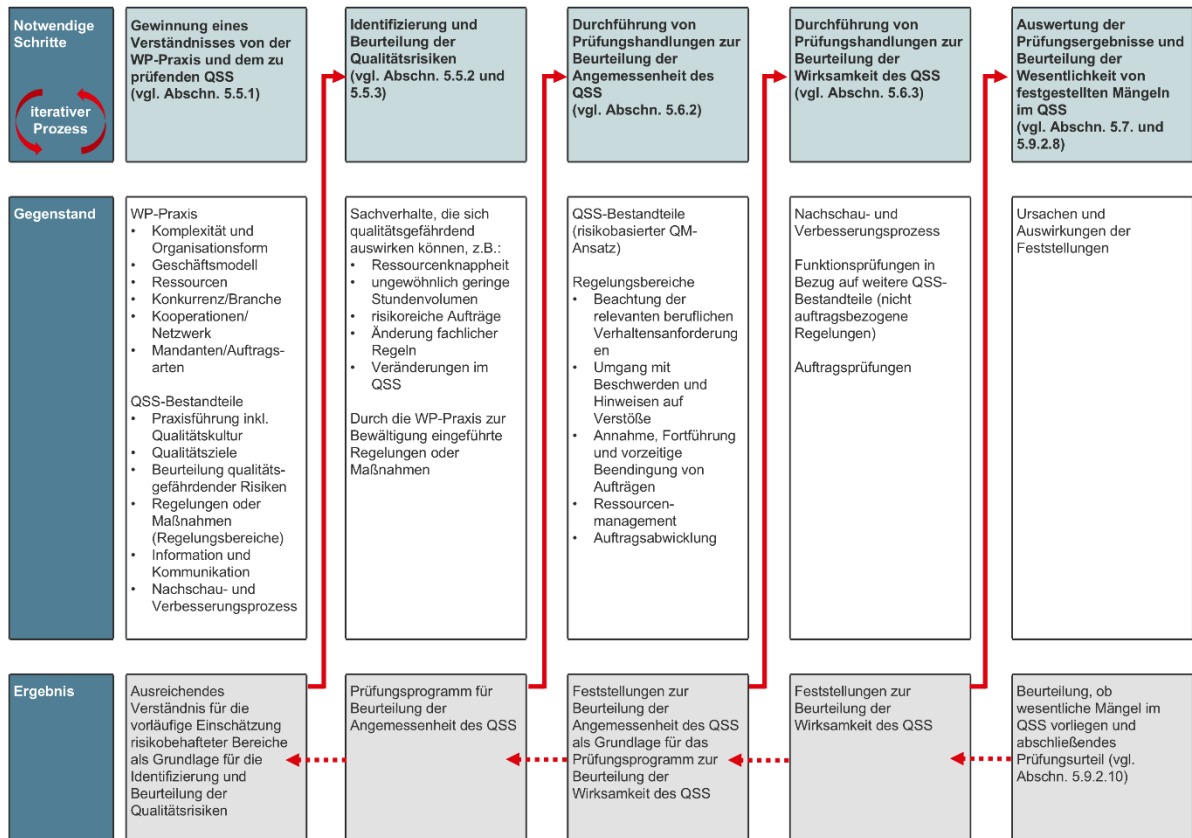 Notwendige
Schritte
iterativer
Prozess
Gewinnung eines
Verständnisses von der
WP-Praxis und dem zu
prüfenden QSS
(vgl. Abschn. 5.5.1)
Identifizierung und
Beurteilung der
Qualitätsrisiken
(vgl. Abschn. 5.5.2 und
5.5.3)
Durchführung von
Prüfungshandlungen zur
Beurteilung der
Angemessenheit des
QSS
(vgl. Abschn. 5.6.2)
Durchführung von
Prüfungshandlungen zur
Beurteilung der
Wirksamkeit des QSS
(vgl. Abschn. 5.6.3)
Auswertung der
Prüfungsergebnisse und
Beurteilung der
Wesentlichkeit von
festgestellten Mängeln
im QSS
(vgl. Abschn. 5.7. und
5.9.2.8)
Gegenstand
WP-Praxis
• Komplexität und
Organisationsform
• Geschäftsmodell
• Ressourcen
• Konkurrenz/Branche
• Kooperationen/
Netzwerk
• Mandanten/Auftrags-
arten
QSS-Bestandteile
• Praxisführung inkl.
Qualitätskultur
• Qualitätsziele
• Beurteilung qualitäts-
gefährdender Risiken
• Regelungen oder
Maßnahmen
(Regelungsbereiche)
• Information und
Kommunikation
• Nachschau- und
Verbesserungsprozess
Sachverhalte, die sich
qualitätsgefährdend
auswirken können, z.B.:
• Ressourcenknappheit
• ungewöhnlich geringe
Stundenvolumen
• risikoreiche Aufträge
• Änderung fachlicher
Regeln
• Veränderungen im
QSS
Durch die WP-Praxis zur
Bewältigung eingeführte
Regelungen oder
Maßnahmen
QSS-Bestandteile
(risikobasierter QM-
Ansatz)
Regelungsbereiche
• Beachtung der
relevanten beruflichen
Verhaltensanforderung
en
• Umgang mit
Beschwerden und
Hinweisen auf
Verstöße
• Annahme, Fortführung
und vorzeitige
Beendingung von
Aufträgen
• Ressourcen-
management
• Auftragsabwicklung
Nachschau- und
Verbesserungsprozess
Funktionsprüfungen in
Bezug auf weitere QSS-
Bestandteile (nicht
auftragsbezogene
Regelungen)
Auftragsprüfungen
Ursachen und
Auswirkungen der
Feststellungen
Ergebnis
Ausreichendes
Verständnis für die
vorläufige Einschätzung
risikobehafteter Bereiche
als Grundlage für die
Identifizierung und
Beurteilung der
Qualitätsrisiken
Prüfungsprogramm für
Beurteilung der
Angemessenheit des QSS
Feststellungen zur
Beurteilung der
Angemessenheit des QSS
als Grundlage für das
Prüfungsprogramm zur
Beurteilung der
Wirksamkeit des QSS
Feststellungen zur
Beurteilung der
Wirksamkeit des QSS
Beurteilung, ob
wesentliche Mängel im
QSS vorliegen und
abschließendes
Prüfungsurteil (vgl.
Abschn. 5.9.2.10)